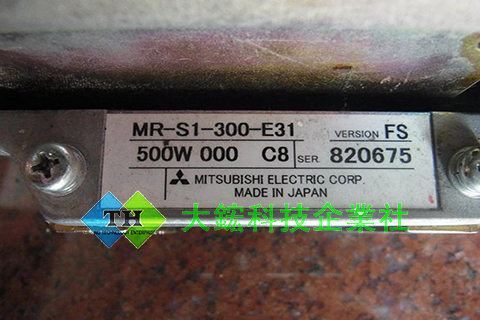 MR-S1-300-E31 VERSION FS
500W 000 C8 SER. 820675
MITSUBISHI ELECTRIC CORP.
MADE IN JAPAN
TH
大鋐科技企業社